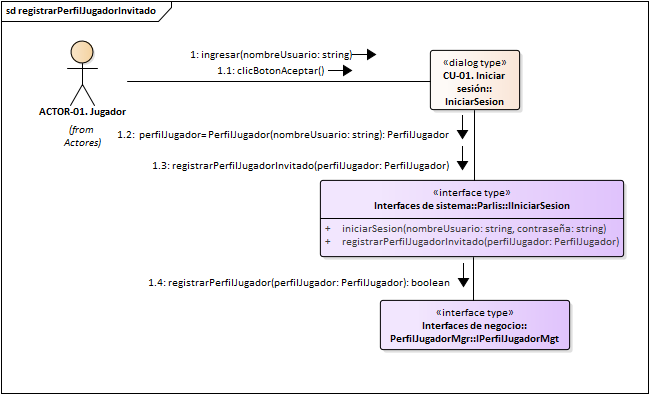 sd registrarPerfilJugadorInvitado
1: ingresar(nombreUsuario: string)
1.1: clicBotonAceptar()
«dialog type»
CU-01. Iniciar
sesión::
IniciarSesion
ACTOR-01. Jugador
(from
Actores)
1.2: perfilJugador= PerfilJugador(nombreUsuario: string): PerfilJugador
1.3: registrarPerfilJugadorInvitado(perfilJugador: PerfilJugador)
«interface type»
Interfaces de sistema::Parlis::IIniciarSesion
+ iniciarSesion(nombreUsuario: string, contraseña: string)
+ registrarPerfilJugadorInvitado(perfilJugador: PerfilJugador)
1.4: registrarPerfilJugador(perfilJugador: PerfilJugador): boolean
«interface type»
Interfaces de negocio::
PerfilJugadorMgr::IPerfilJugadorMgt